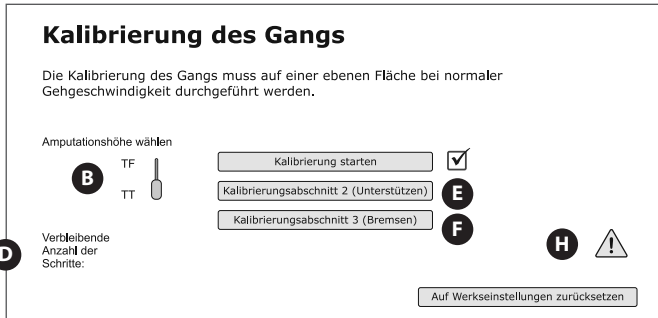 Kalibrierung des Gangs
Die Kalibrierung des Gangs muss auf einer ebenen Fläche bei normaler
Gehgeschwindigkeit durchgeführt werden.
Amputationshöhe wählen
B
TF
TT
Kalibrierung starten
Kalibrierungsabschnitt 2 (Unterstützen)
E
Kalibrierungsabschnitt 3 (Bremsen)
F
D
Verbleibende
Anzahl der
Schritte:
H
Auf Werkseinstellungen zurücksetzen